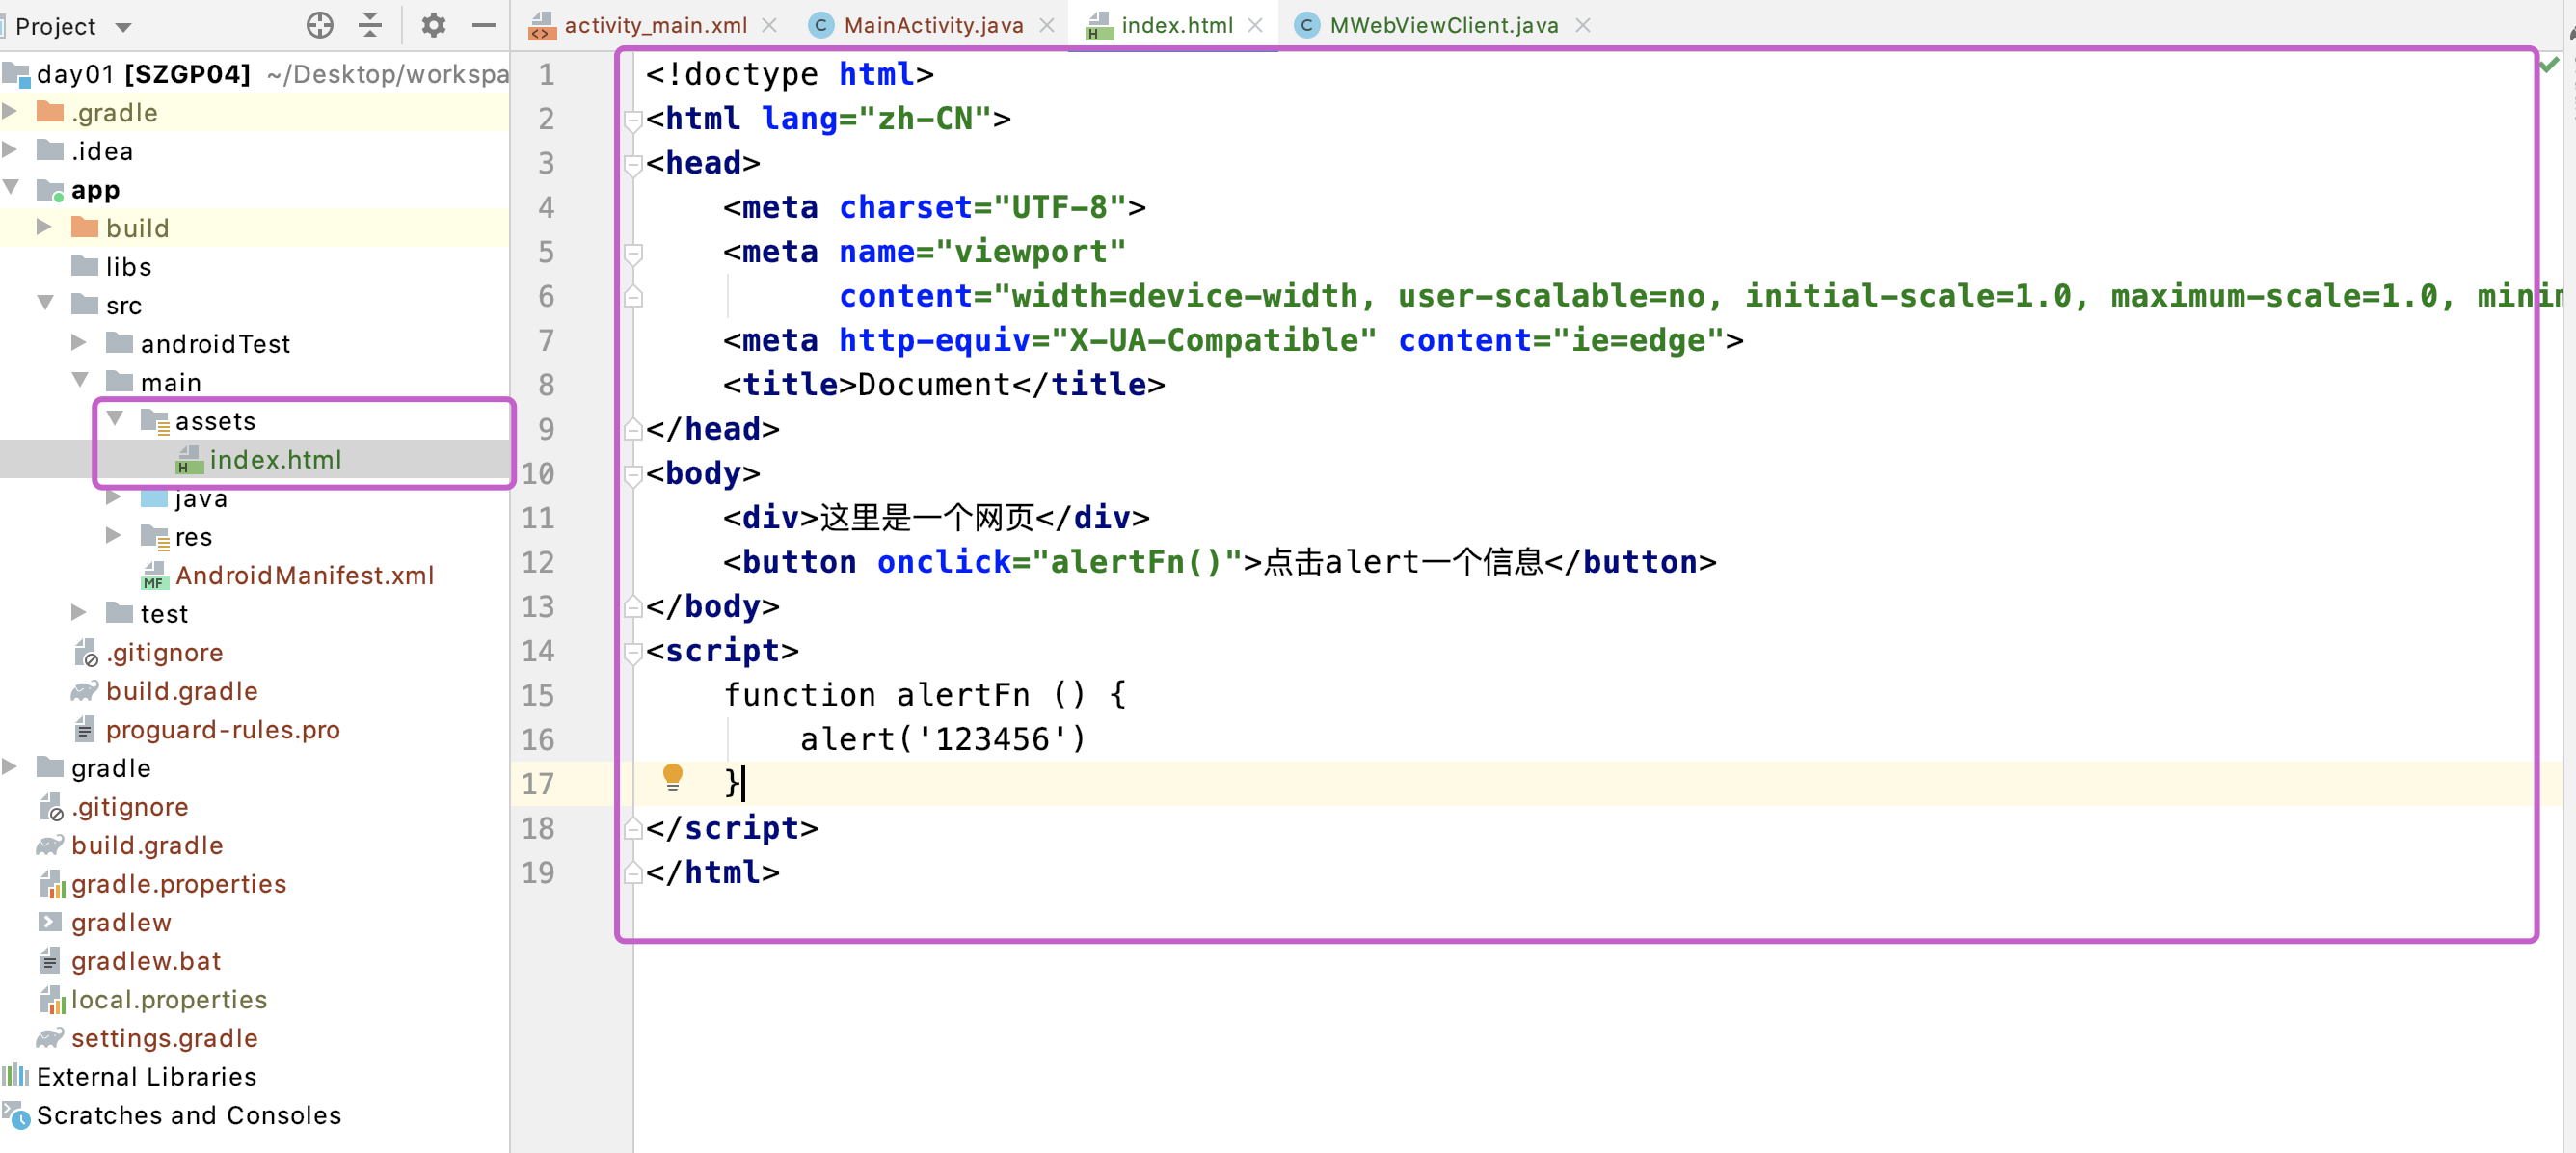 Project
activity_main.xml
MainActivity.java
index.html
MWebViewClient.java
day01 [SZGP04] ~/Desktop/workspa
.gradle
.idea
app
build
libs
src
androidTest
main
assets
index.html
java
res
AndroidManifest.xml
test
.gitignore
build.gradle
proguard-rules.pro
gradle
.gitignore
build.gradle
gradle.properties
gradlew
gradlew.bat
local.properties
settings.gradle
External Libraries
Scratches and Consoles
1 <!doctype html>
2 <html lang="zh-CN">
3 <head>
4 <meta charset="UTF-8">
5 <meta name="viewport"
6 content="width=device-width, user-scalable=no, initial-scale=1.0, maximum-scale=1.0, minim
7 <meta http-equiv="X-UA-Compatible" content="ie=edge">
8 <title>Document</title>
9 </head>
10 <body>
11 <div>这里是一个网页</div>
12 <button onclick="alertFn()">点击alert一个信息</button>
13 </body>
14 <script>
15 function alertFn () {
16 alert('123456')
17 }
18 </script>
19 </html>